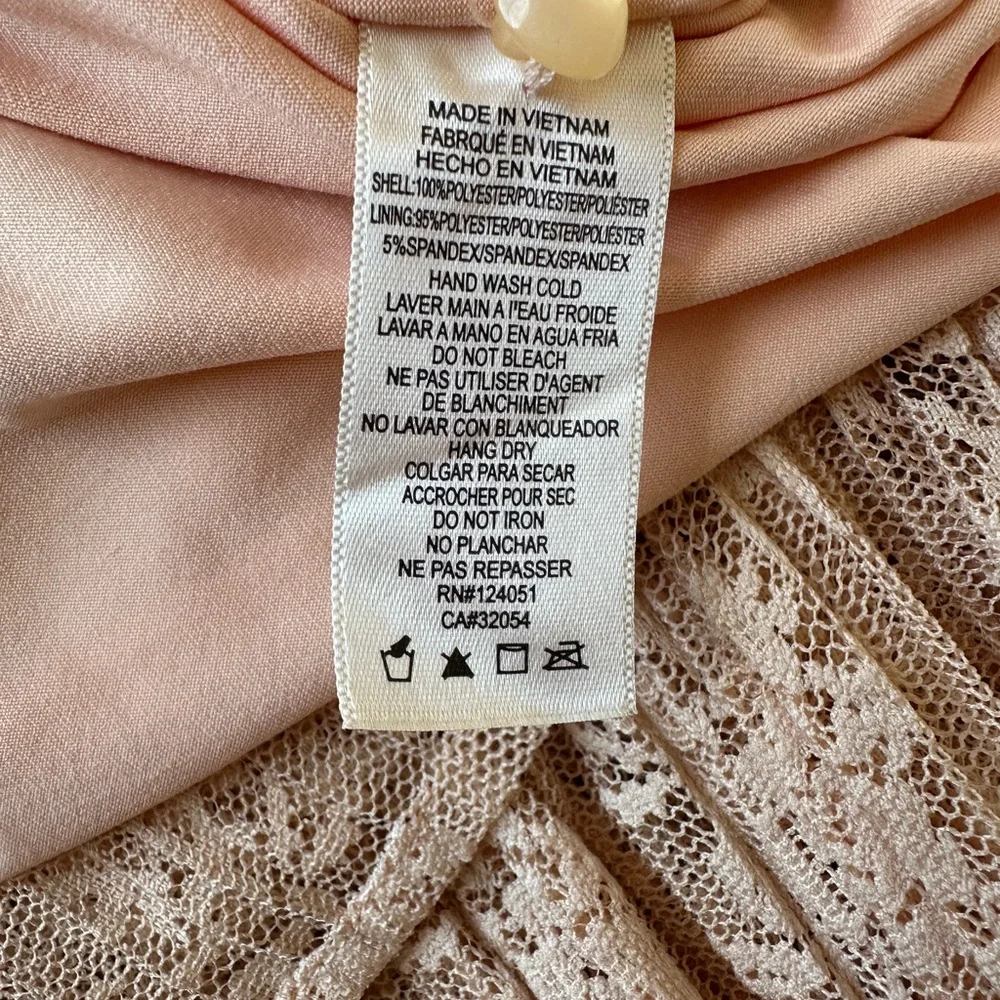 MADE IN VIETNAM
FABRIQUÉ EN VIETNAM
HECHO EN VIETNAM
SHELL:100%POLYESTER/POLYESTER/POLIÉSTER
LINING:95%POLYESTER/POLYESTER/POLIÉSTER
5%SPANDEX/SPANDEX/SPANDEX
HAND WASH COLD
LAVER MAIN A l'EAU FROIDE
LAVAR A MANO EN AGUA FRIA
DO NOT BLEACH
NE PAS UTILISER D'AGENT
DE BLANCHIMENT
NO LAVAR CON BLANQUEADOR
HANG DRY
COLGAR PARA SECAR
ACCROCHER POUR SEC
DO NOT IRON
NO PLANCHAR
NE PAS REPASSER
RN#124051
CA#32054